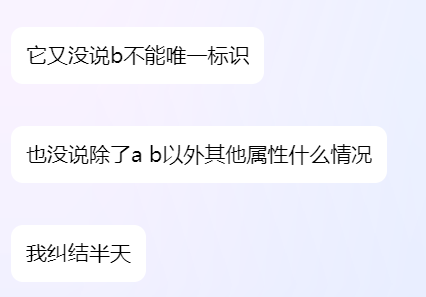 它又没说b不能唯一标识
也没说除了a b以外其他属性什么情况
我纠结半天